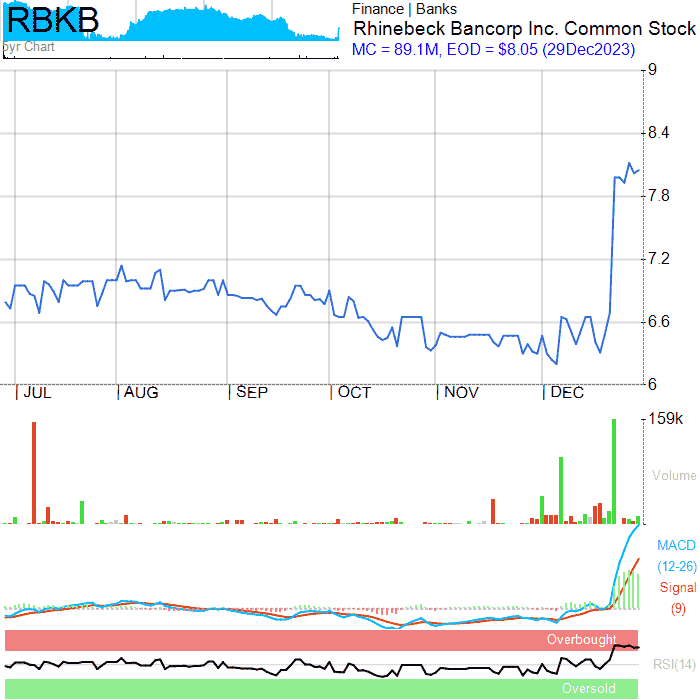 RBKB
5yr Chart
Finance | Banks
Rhinebeck Bancorp Inc. Common Stock
MC = 89.1M, EOD = $8.05 (29Dec2023)
9
8.4
7.8
7.2
6.6
6
JUL AUG SEP OCT NOV DEC
159k
Volume
MACD
(12-26)
Signal
(9)
Overbought
RSI(14)
Oversold